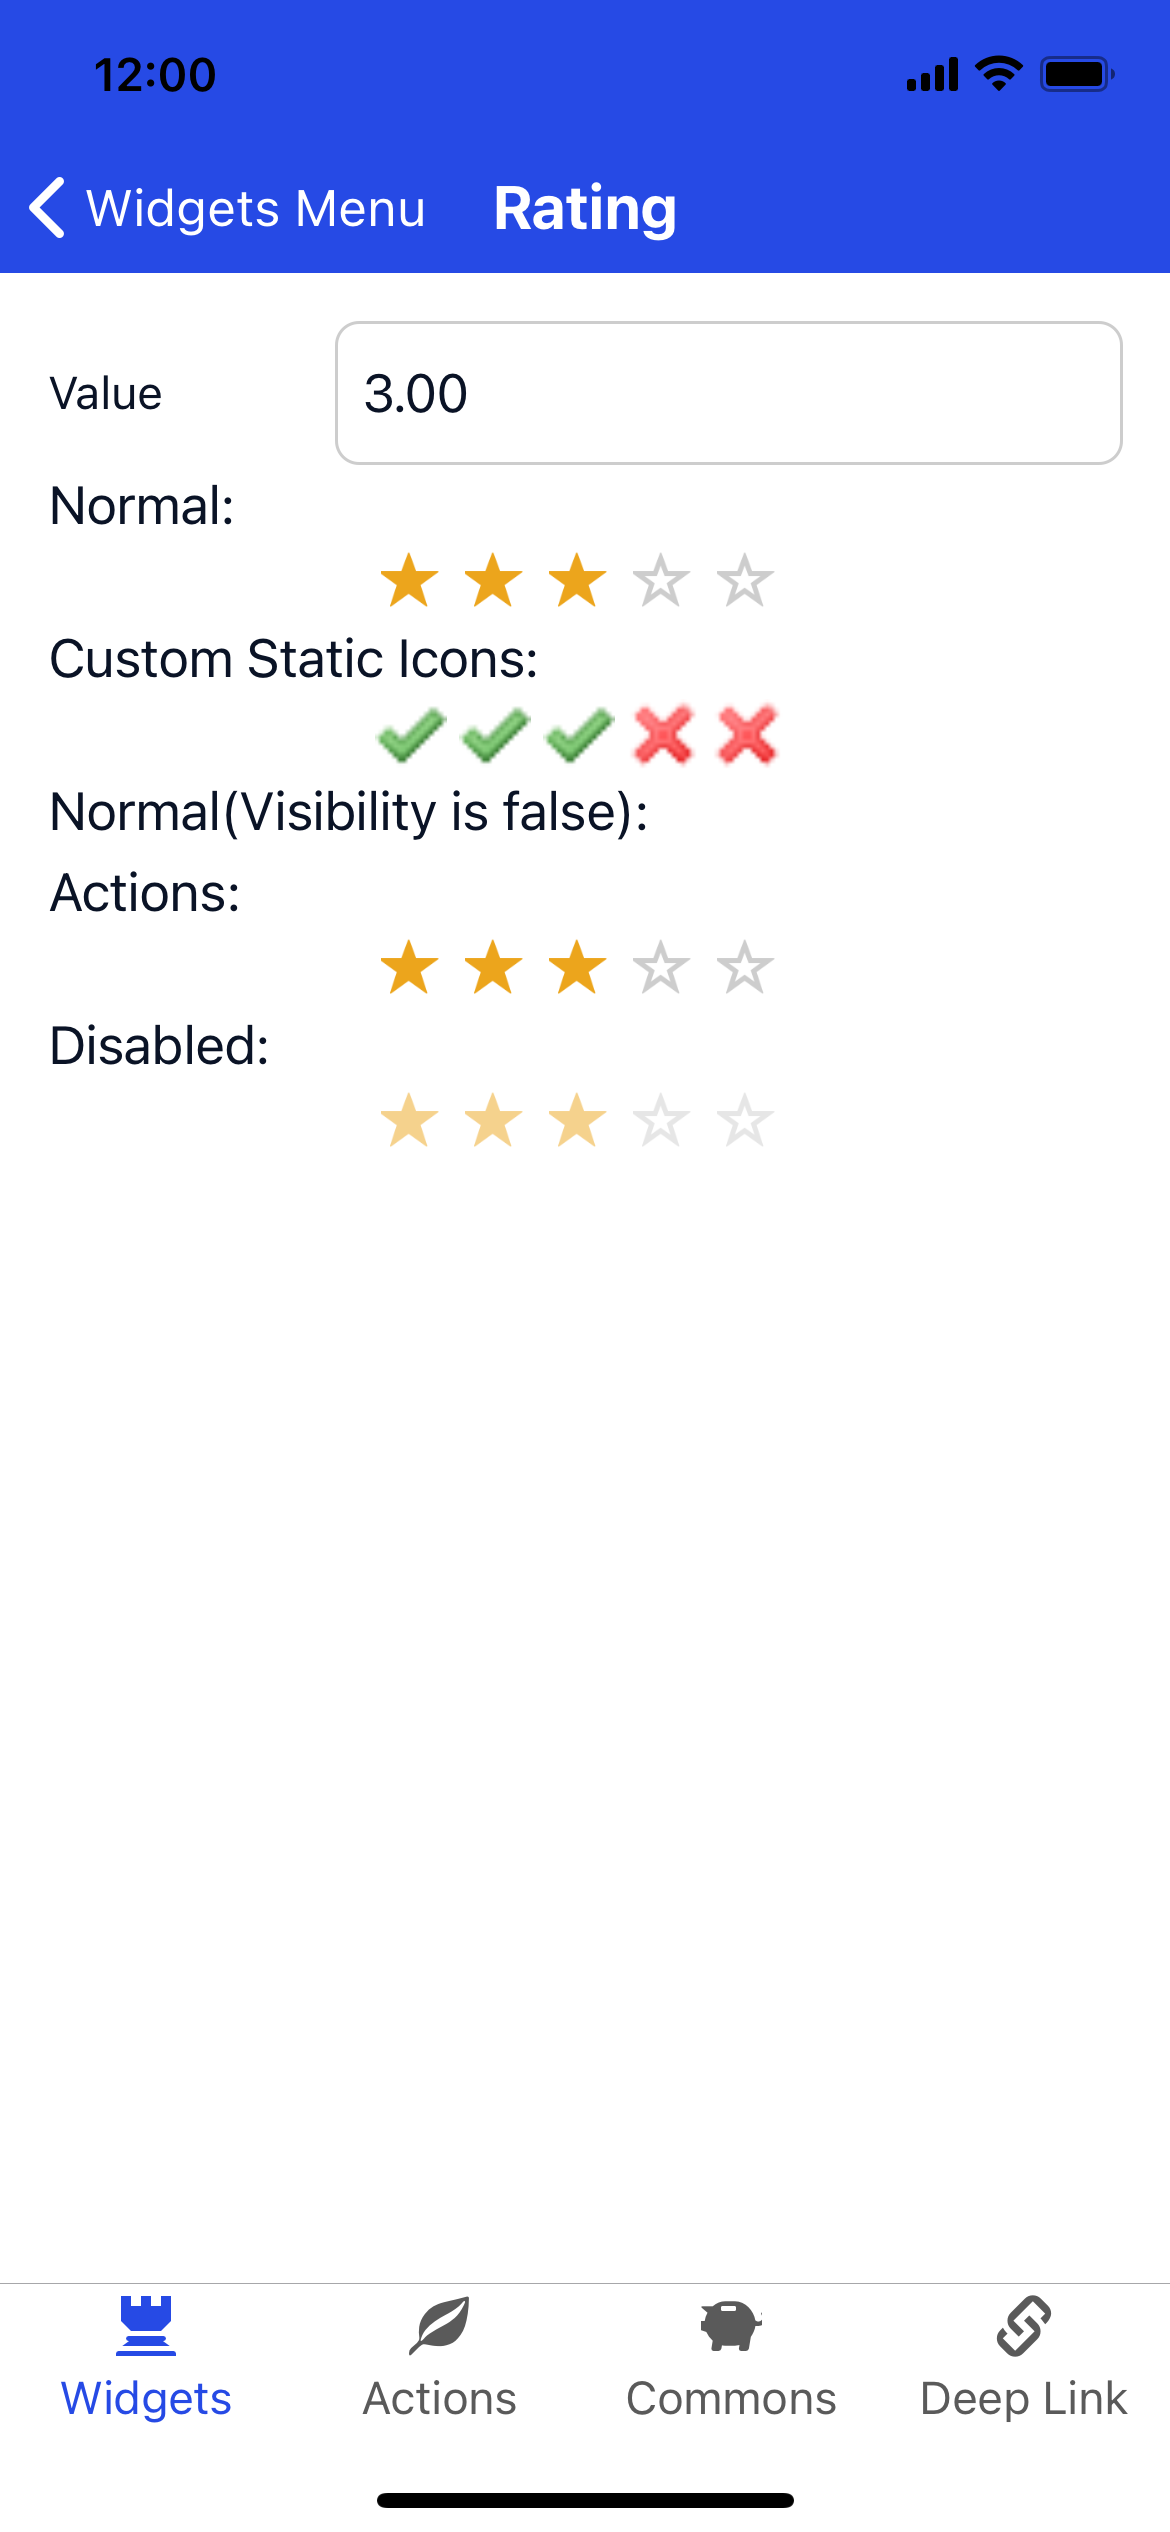 12:00
Widgets Menu
Rating
Value
3.00
Normal:
Custom Static Icons:
Normal(Visibility is false):
Actions:
Disabled:
Widgets
Actions
Commons
Deep Link